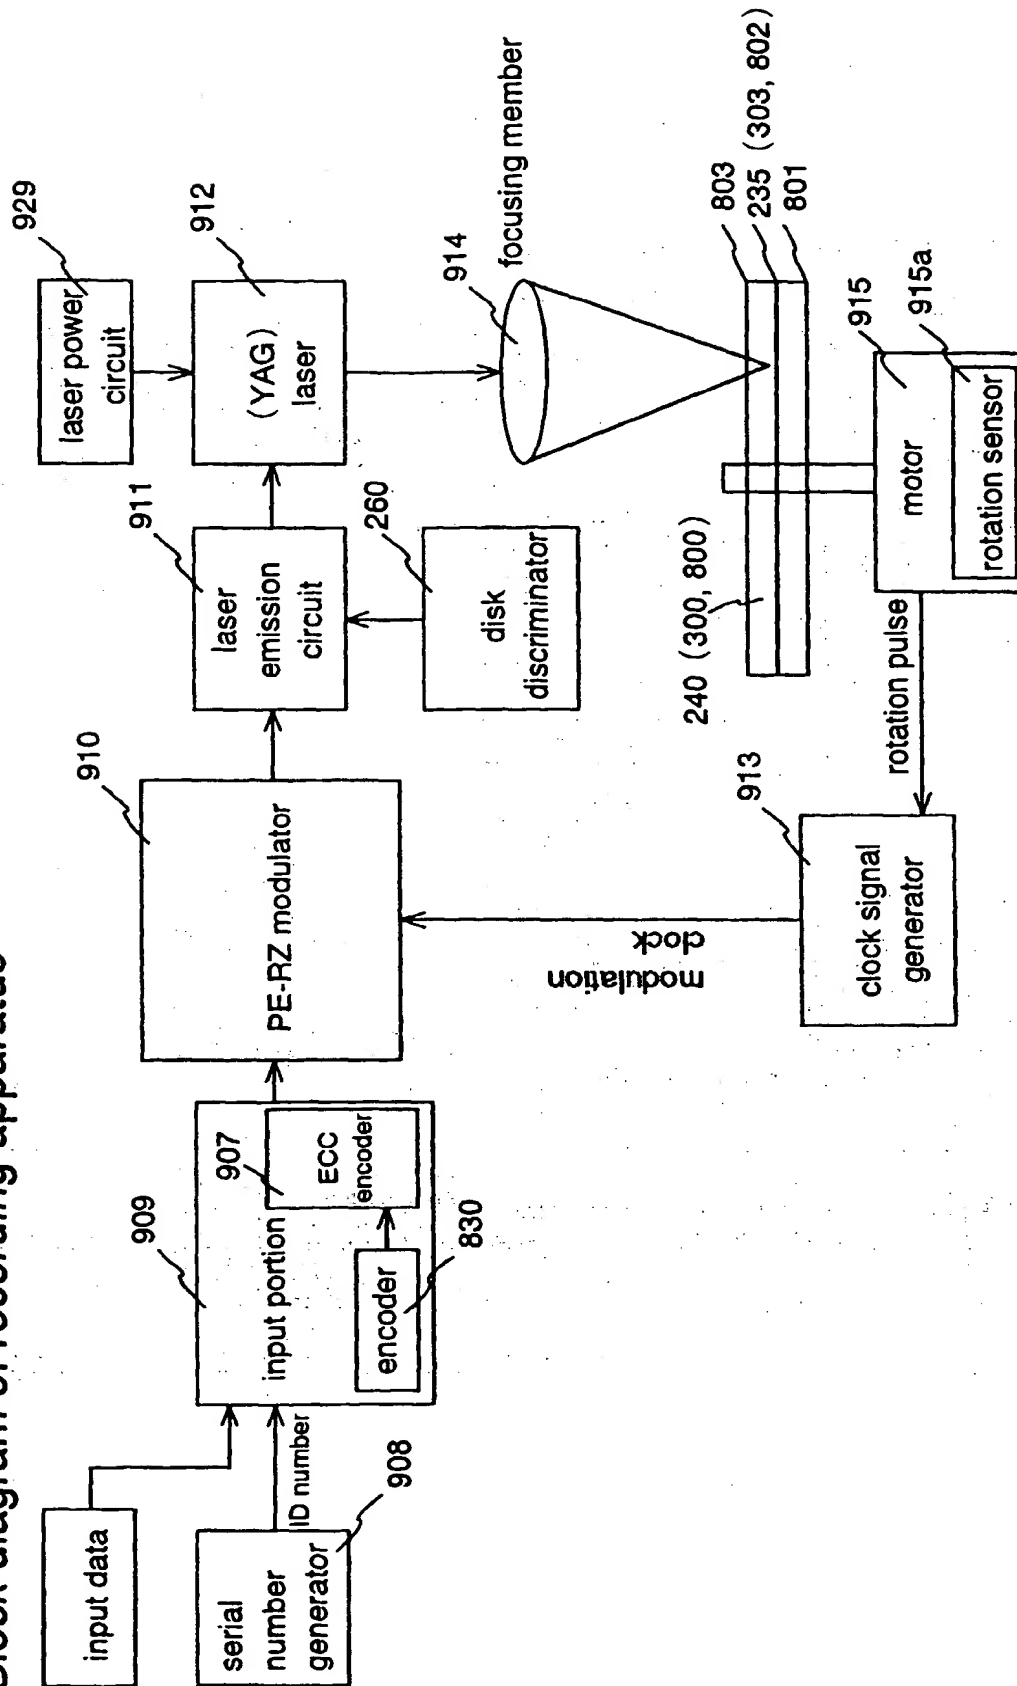 Block diagram of recording apparatus
input data
serial
number
generator
908
ID number
909
input portion
907
ECC
encoder
encoder
830
910
PE-RZ modulator
modulation
clock
913
clock signal
generator
rotation pulse
911
laser
emission
circuit
260
disk
discriminator
929
laser power
circuit
912
(YAG)
laser
914
focusing member
240 (300, 800)
803
235 (303, 802)
801
915
motor
915a
rotation sensor